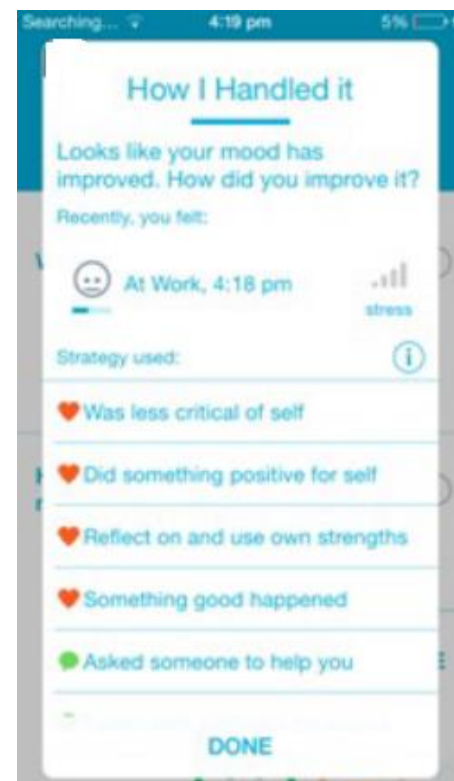 Searching... 4:19 pm 5%
How I Handled it
Looks like your mood has
improved. How did you improve it?
Recently, you felt:
At Work, 4:18 pm
stress
Strategy used:
Was less critical of self
Did something positive for self
Reflect on and use own strengths
Something good happened
Asked someone to help you
DONE